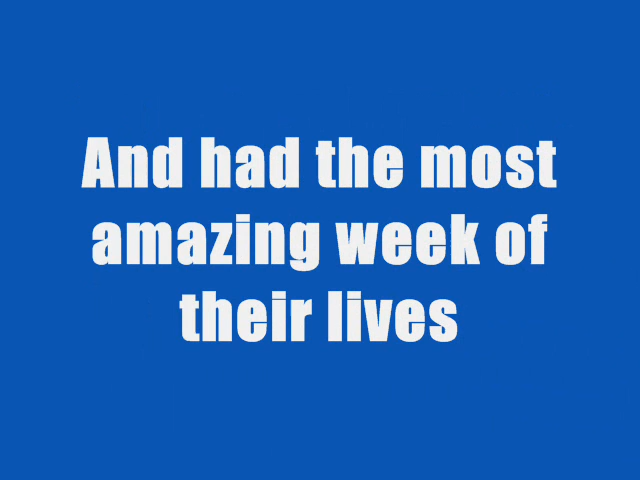 And had the most
amazing week of
their lives